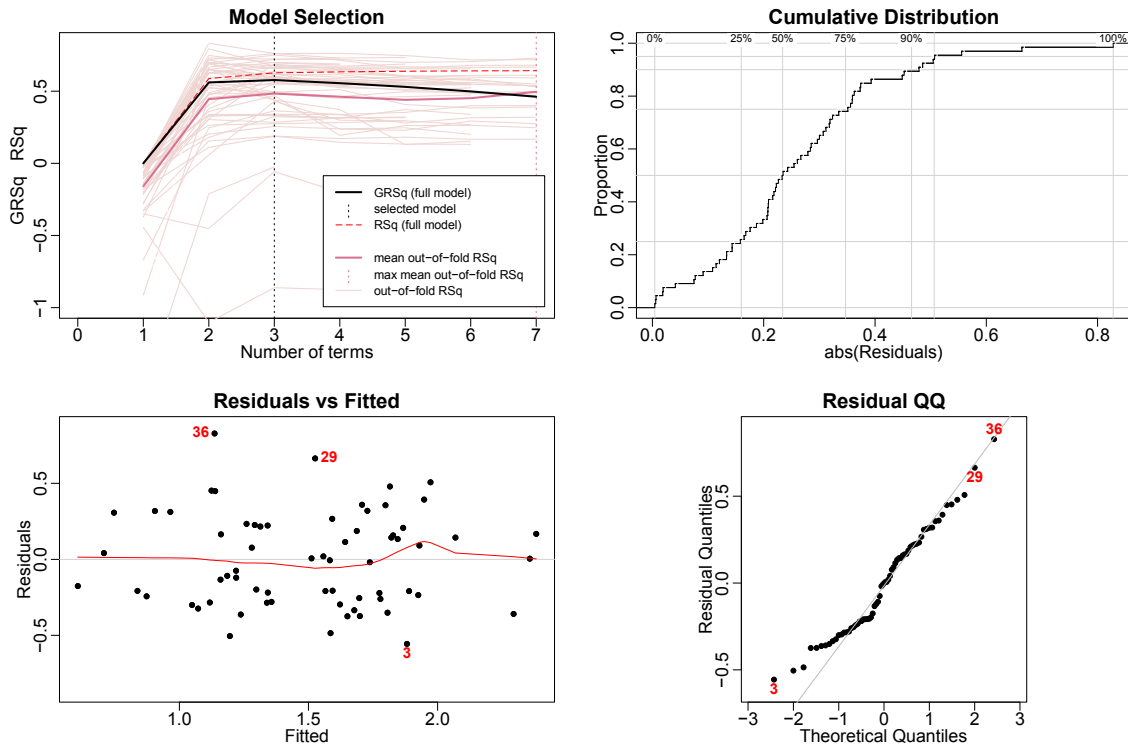 Model Selection
GRSq RSq
0.5
0
−0.5
−1
0 1 2 3 4 5 6 7
Number of terms
GRSq (full model)
selected model
RSq (full model)
mean out−of−fold RSq
max mean out−of−fold RSq
out−of−fold RSq
Cumulative Distribution
0% 25% 50% 75% 90% 100%
Proportion
1.0
0.8
0.6
0.4
0.2
0.0
0.0 0.2 0.4 0.6 0.8
abs(Residuals)
Residuals vs Fitted
36
29
3
Residuals
0.5
0.0
−0.5
1.0 1.5 2.0
Fitted
Residual QQ
36
29
3
Residual Quantiles
0.5
0.0
−0.5
−3 −2 −1 0 1 2 3
Theoretical Quantiles